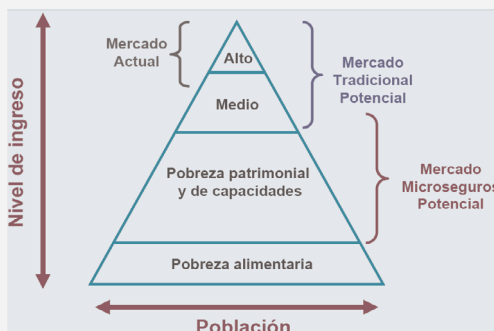 Mercado
Actual
Alto
Medio
Mercado
Tradicional
Potencial
Nivel de ingreso
Pobreza patrimonial
y de capacidades
Mercado
Microseguros
Potencial
Pobreza alimentaria
Población